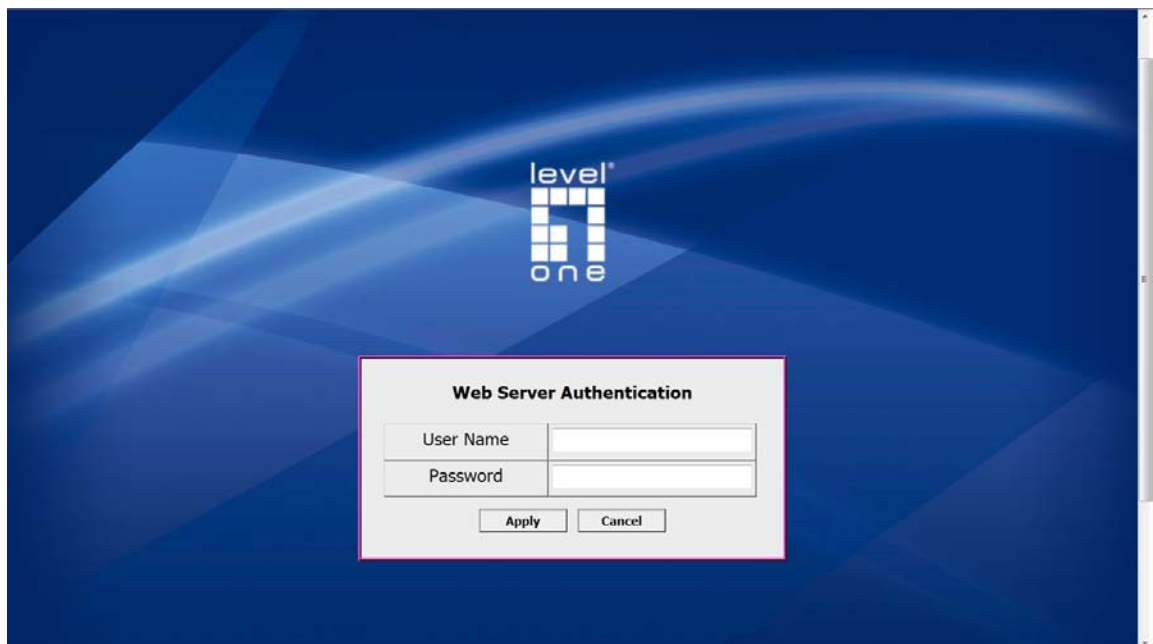 level®
one
Web Server Authentication
User Name
Password
Apply Cancel